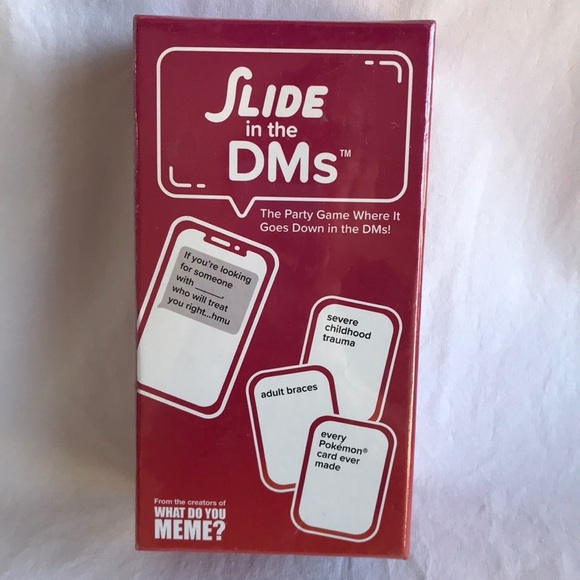 SLIDE
in the
DMs™
The Party Game Where It
Goes Down in the DMs!
If you're looking
for someone
with ______,
who will treat
you right...hmu
severe
childhood
trauma
adult braces
every
Pokémon®
card ever
made
From the creators of
WHAT DO YOU
MEME?